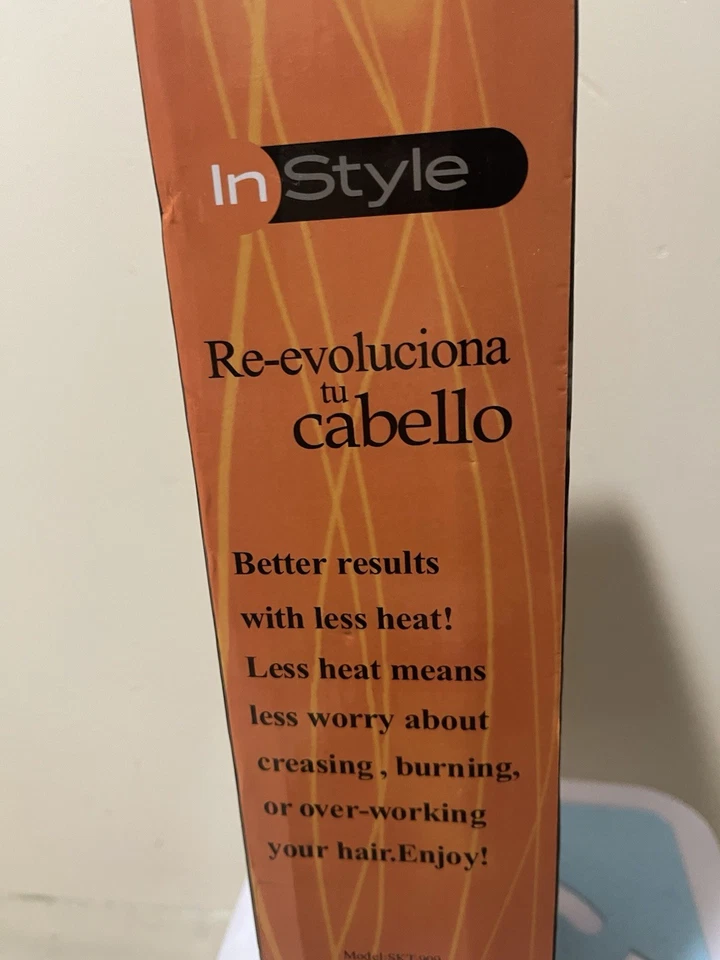 InStyle
Re-evoluciona
tu
cabello
Better results
with less heat!
Less heat means
less worry about
creasing , burning,
or over-working
your hair.Enjoy!
Model